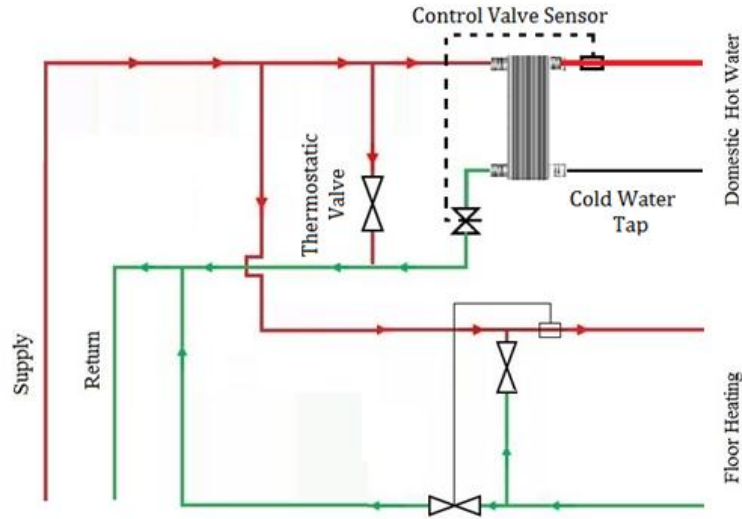 Control Valve Sensor
Domestic Hot Water
Thermostatic
Valve
Cold Water
Tap
Supply
Return
Floor Heating